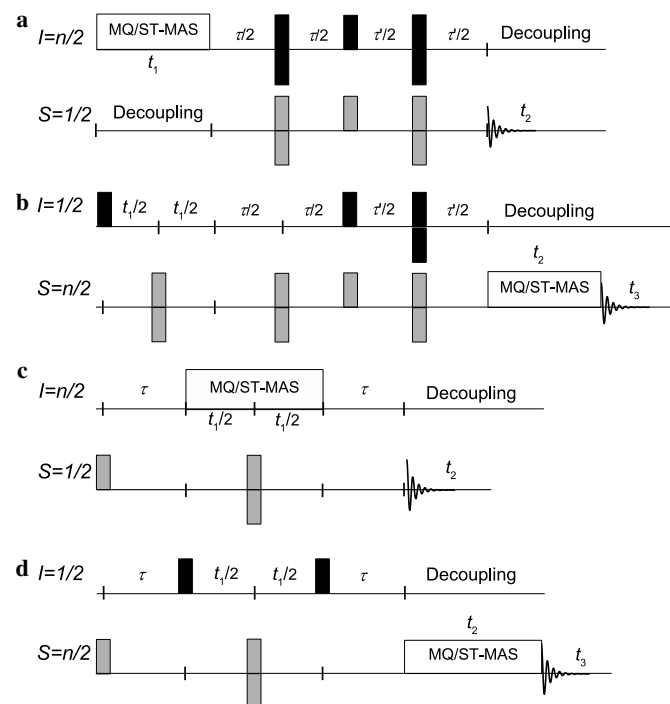 a
I=n/2 MQ/ST-MAS τ/2 τ/2 τ'/2 τ'/2 Decoupling
t₁
S=1/2 Decoupling t₂
b
I=1/2 t₁/2 t₁/2 τ/2 τ/2 τ'/2 τ'/2 Decoupling
t₂
S=n/2 MQ/ST-MAS t₃
c
I=n/2 τ MQ/ST-MAS τ Decoupling
t₁/2 t₁/2
S=1/2 t₂
d
I=1/2 τ t₁/2 t₁/2 τ Decoupling
t₂
S=n/2 MQ/ST-MAS t₃